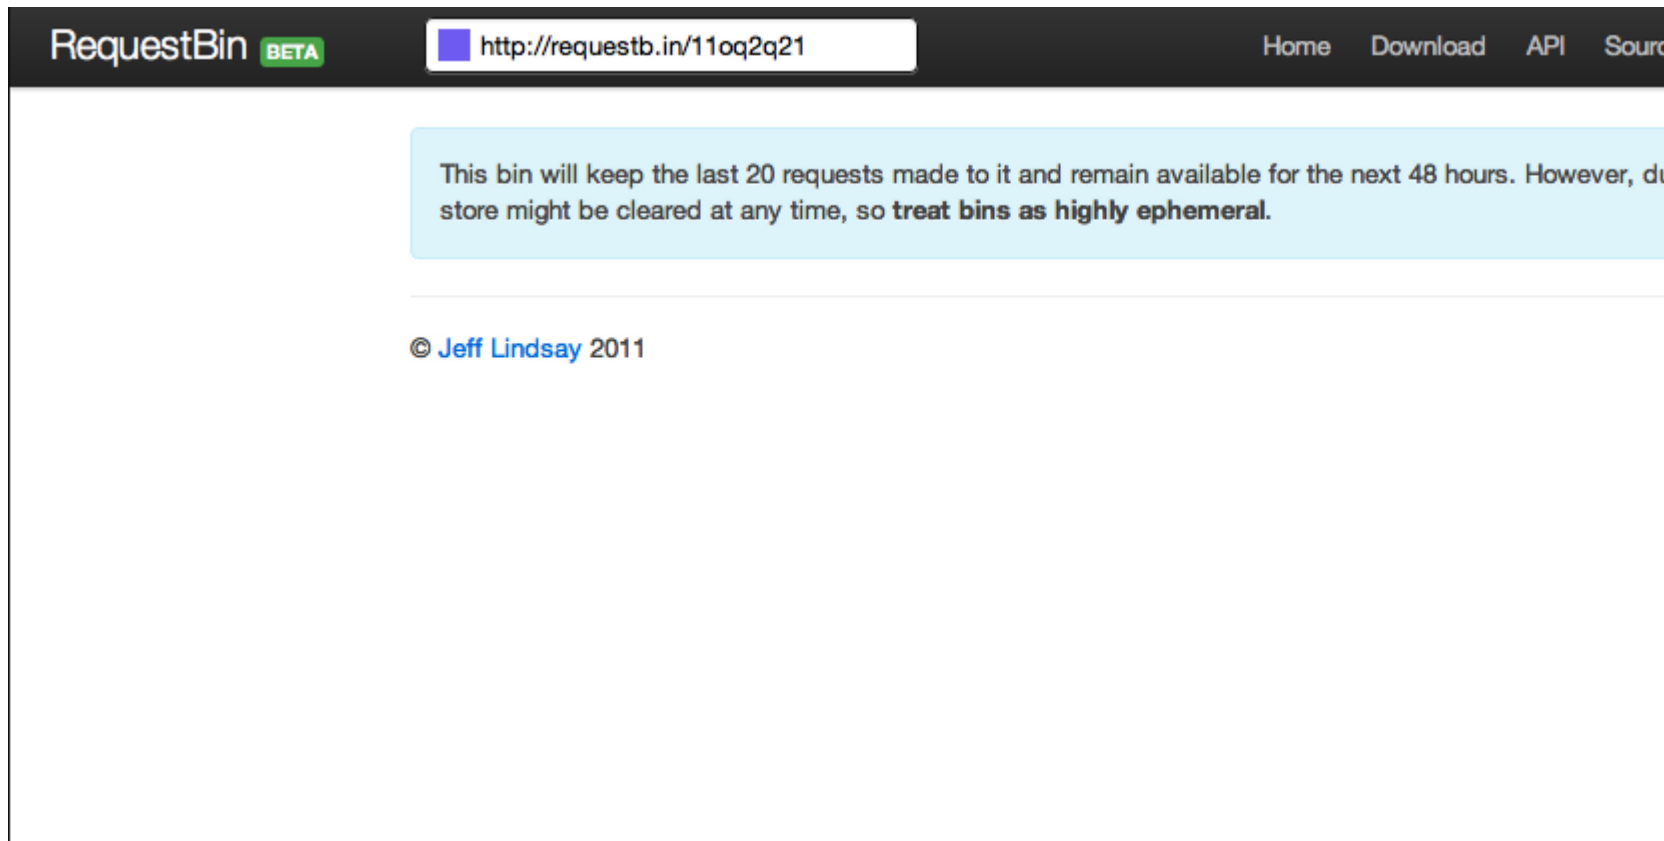 RequestBin BETA http://requestb.in/11oq2q21 Home Download API
This bin will keep the last 20 requests made to it and remain available for the next 48 hours. However,
store might be cleared at any time, so treat bins as highly ephemeral.
© Jeff Lindsay 2011